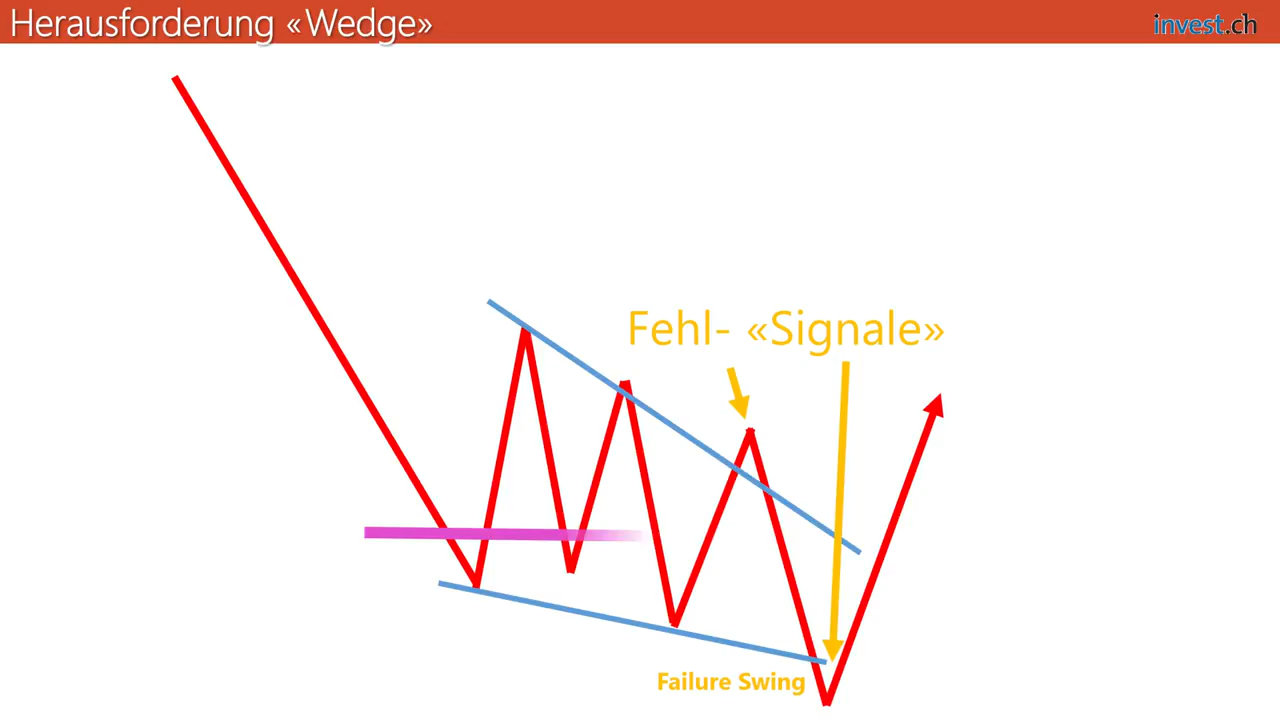 Herausforderung «Wedge»
invest.ch
Fehl- «Signale»
Failure Swing